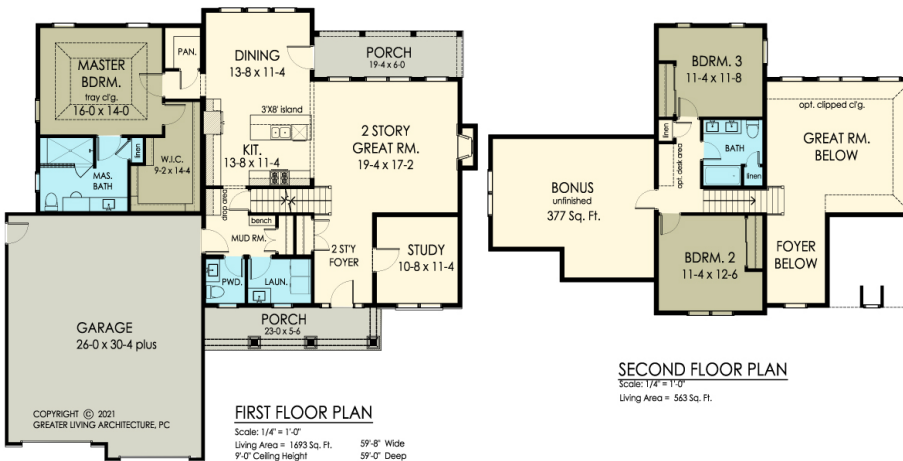 MASTER
BDRM.
tray cl'g.
16-0 x 14-0
PAN.
DINING
13-8 x 11-4
PORCH
19-4 x 6-0
3'X8' island
KIT.
13-8 x 11-4
2 STORY
GREAT RM.
19-4 x 17-2
linen
W.I.C.
9-2 x 14-4
MAS.
BATH
drop area
bench
MUD RM.
2 STY
FOYER
STUDY
10-8 x 11-4
PWD.
LAUN.
GARAGE
26-0 x 30-4 plus
PORCH
23-0 x 5-6
COPYRIGHT © 2021
GREATER LIVING ARCHITECTURE, PC
FIRST FLOOR PLAN
Scale: 1/4" = 1'-0"
Living Area = 1693 Sq. Ft. 59'-8" Wide
9'-0" Ceiling Height 59'-0" Deep
BDRM. 3
11-4 x 11-8
opt. clipped cl'g.
GREAT RM.
BELOW
linen
BATH
linen
opt. desk area
BONUS
unfinished
377 Sq. Ft.
BDRM. 2
11-4 x 12-6
FOYER
BELOW
SECOND FLOOR PLAN
Scale: 1/4" = 1'-0"
Living Area = 563 Sq. Ft.